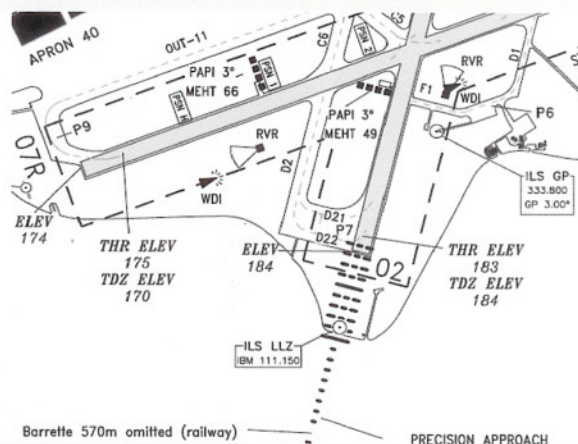 APRON 40
OUT-11
C6
C5
PSN 2
PAPI 3°
MEHT 66
PSN 1
PSN K
RVR
F1
WDI
D1
P6
PAPI 3°
MEHT 49
P9
07R
RVR
WDI
D2
ILS GP
333.800
GP 3.00°
ELEV
174
THR ELEV
175
TDZ ELEV
170
D21
P7
D22
ELEV
184
02
THR ELEV
183
TDZ ELEV
184
ILS LLZ
IBM 111.150
Barrette 570m omitted (railway)
PRECISION APPROACH